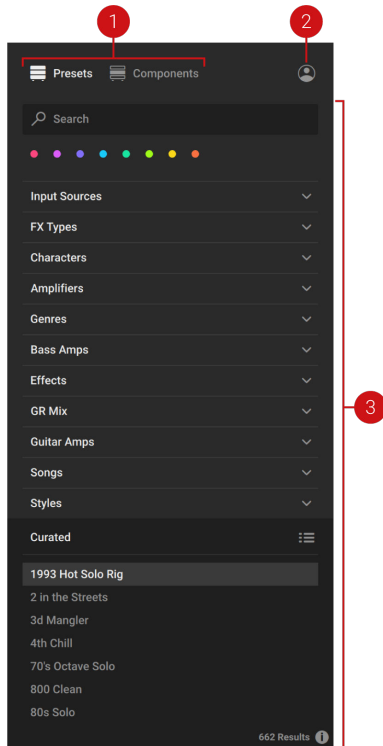 1
2
Presets Components
Search
Input Sources
FX Types
Characters
Amplifiers
Genres
Bass Amps
Effects
GR Mix
3
Guitar Amps
Songs
Styles
Curated
1993 Hot Solo Rig
2 in the Streets
3d Mangler
4th Chill
70's Octave Solo
800 Clean
80s Solo
662 Results i